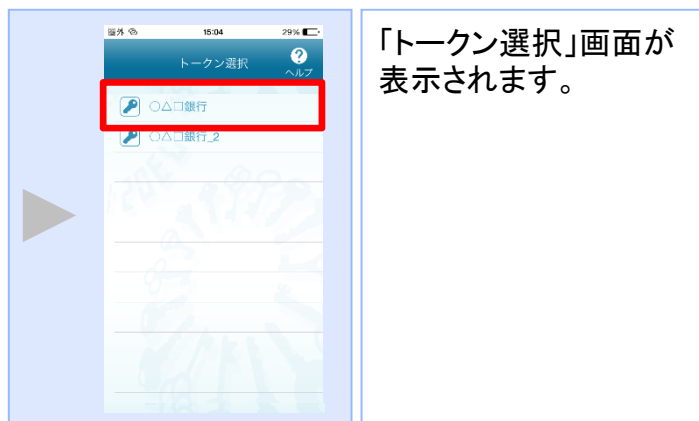 圏外 15:04 29%
トークン選択
ヘルプ
○△□銀行
○△□銀行_2
「トークン選択」画面が
表示されます。